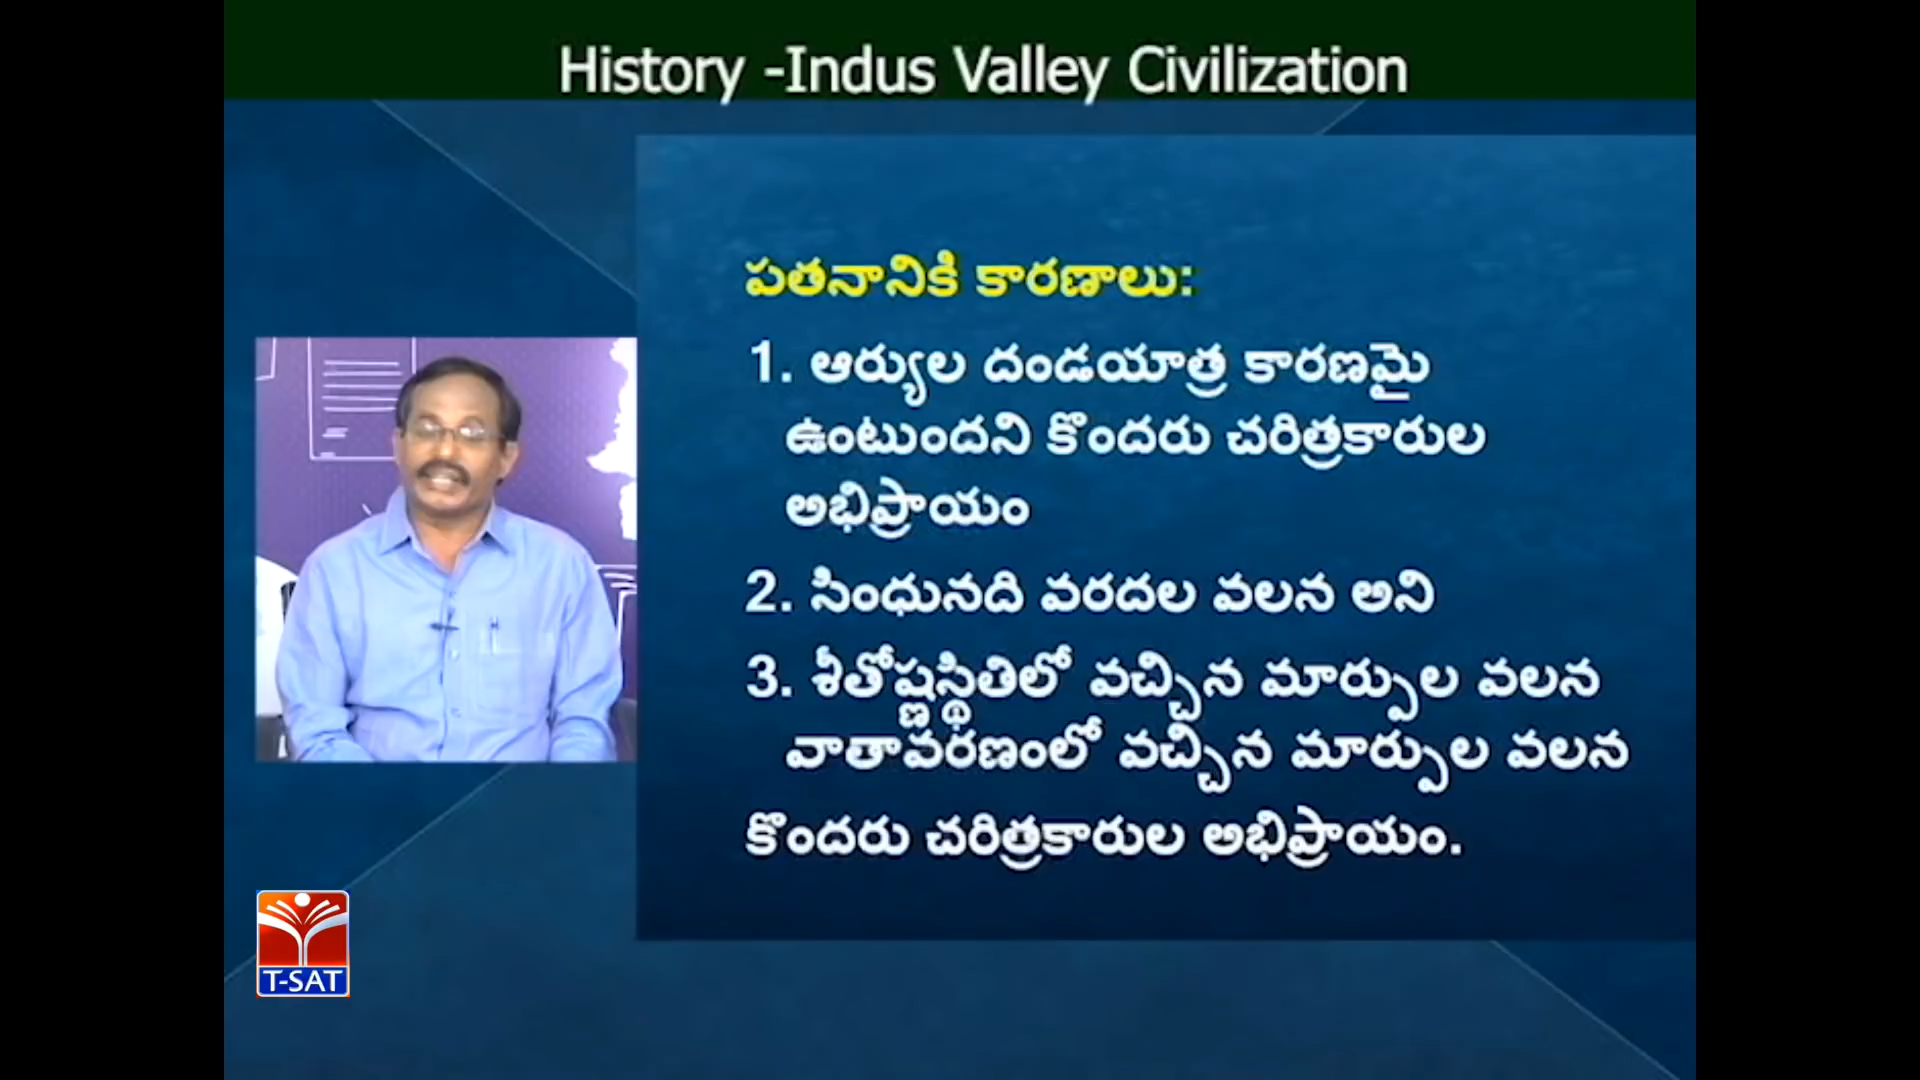 History -Indus Valley Civilization
పతనానికి కారణాలు:
1. ఆర్యుల దండయాత్ర కారణమై
ఉంటుందని కొందరు చరిత్రకారుల
అభిప్రాయం
2. సింధునది వరదల వలన అని
3. శీతోష్ణస్థితిలో వచ్చిన మార్పుల వలన
వాతావరణంలో వచ్చిన మార్పుల వలన
కొందరు చరిత్రకారుల అభిప్రాయం.
T-SAT